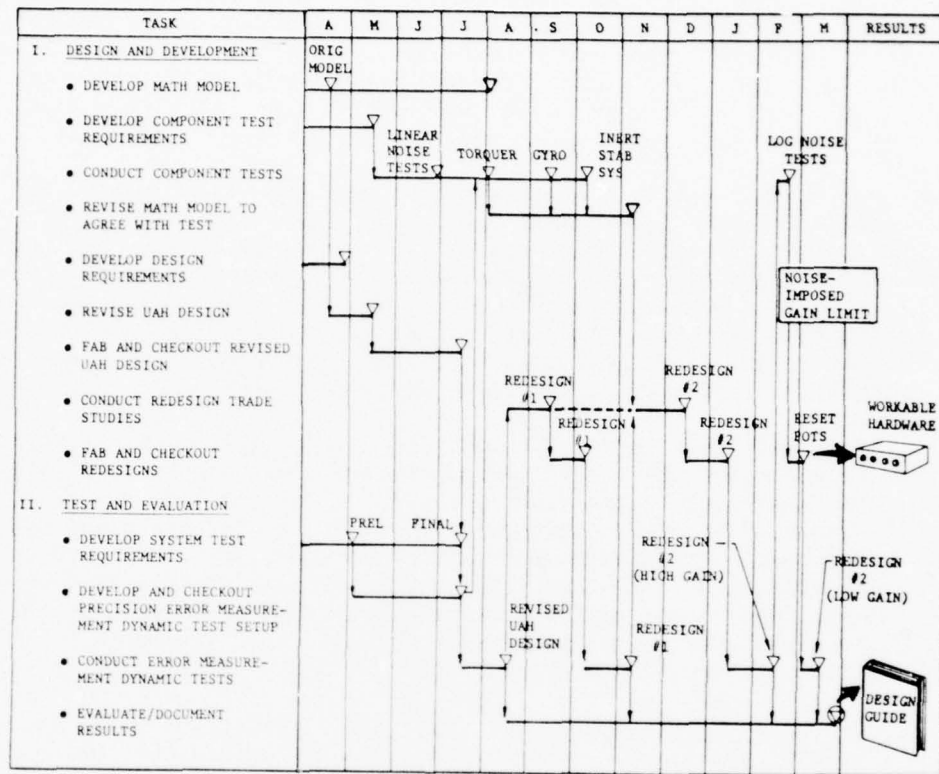 TASK A M J J A S O N D J F M RESULTS
I. DESIGN AND DEVELOPMENT
ORIG
MODEL
• DEVELOP MATH MODEL
• DEVELOP COMPONENT TEST
REQUIREMENTS
LINEAR
NOISE
TESTS
TORQUER
GYRO
INERT
STAB
SYS
LOG NOISE
TESTS
• CONDUCT COMPONENT TESTS
• REVISE MATH MODEL TO
AGREE WITH TEST
• DEVELOP DESIGN
REQUIREMENTS
NOISE-
IMPOSED
GAIN LIMIT
• REVISE UAH DESIGN
• FAB AND CHECKOUT REVISED
UAH DESIGN
REDESIGN
#1
REDESIGN
#2
• CONDUCT REDESIGN TRADE
STUDIES
REDESIGN
#1
REDESIGN
#2
RESET
POTS
WORKABLE
HARDWARE
• FAB AND CHECKOUT
REDESIGNS
II. TEST AND EVALUATION
PREL
FINAL
• DEVELOP SYSTEM TEST
REQUIREMENTS
REDESIGN
#2
(HIGH GAIN)
REDESIGN
#2
(LOW GAIN)
• DEVELOP AND CHECKOUT
PRECISION ERROR MEASURE-
MENT DYNAMIC TEST SETUP
REVISED
UAH
DESIGN
REDESIGN
#1
• CONDUCT ERROR MEASURE-
MENT DYNAMIC TESTS
• EVALUATE/DOCUMENT
RESULTS
DESIGN
GUIDE